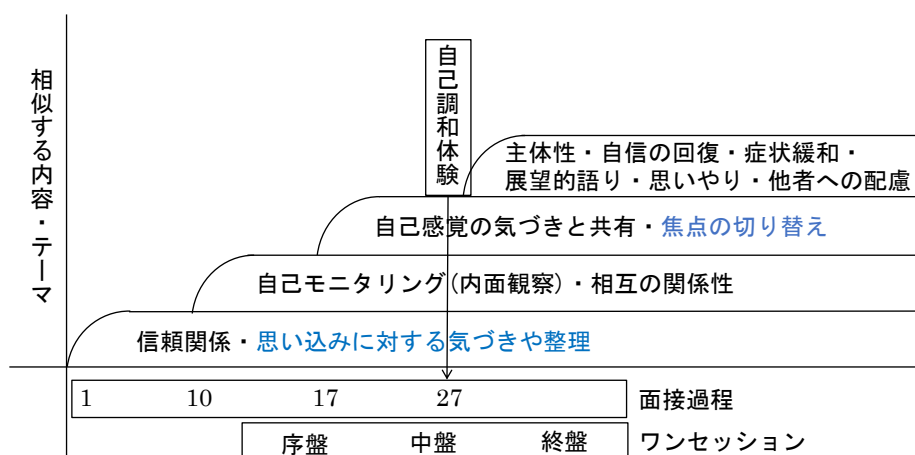 相似する内容・テーマ
自己調和体験
主体性・自信の回復・症状緩和・
展望的語り・思いやり・他者への配慮
自己感覚の気づきと共有・焦点の切り替え
自己モニタリング(内面観察)・相互の関係性
信頼関係・思い込みに対する気づきや整理
1 10 17 27 面接過程
序盤 中盤 終盤 ワンセッション